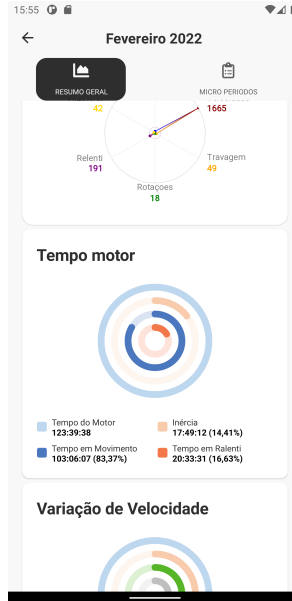 15:55
Fevereiro 2022
RESUMO GERAL
MICRO PERIODOS
42
1665
Relenti
191
Travagem
49
Rotaçoes
18
Tempo motor
Tempo do Motor
123:39:38
Inércia
17:49:12 (14,41%)
Tempo em Movimento
103:06:07 (83,37%)
Tempo em Ralenti
20:33:31 (16,63%)
Variação de Velocidade